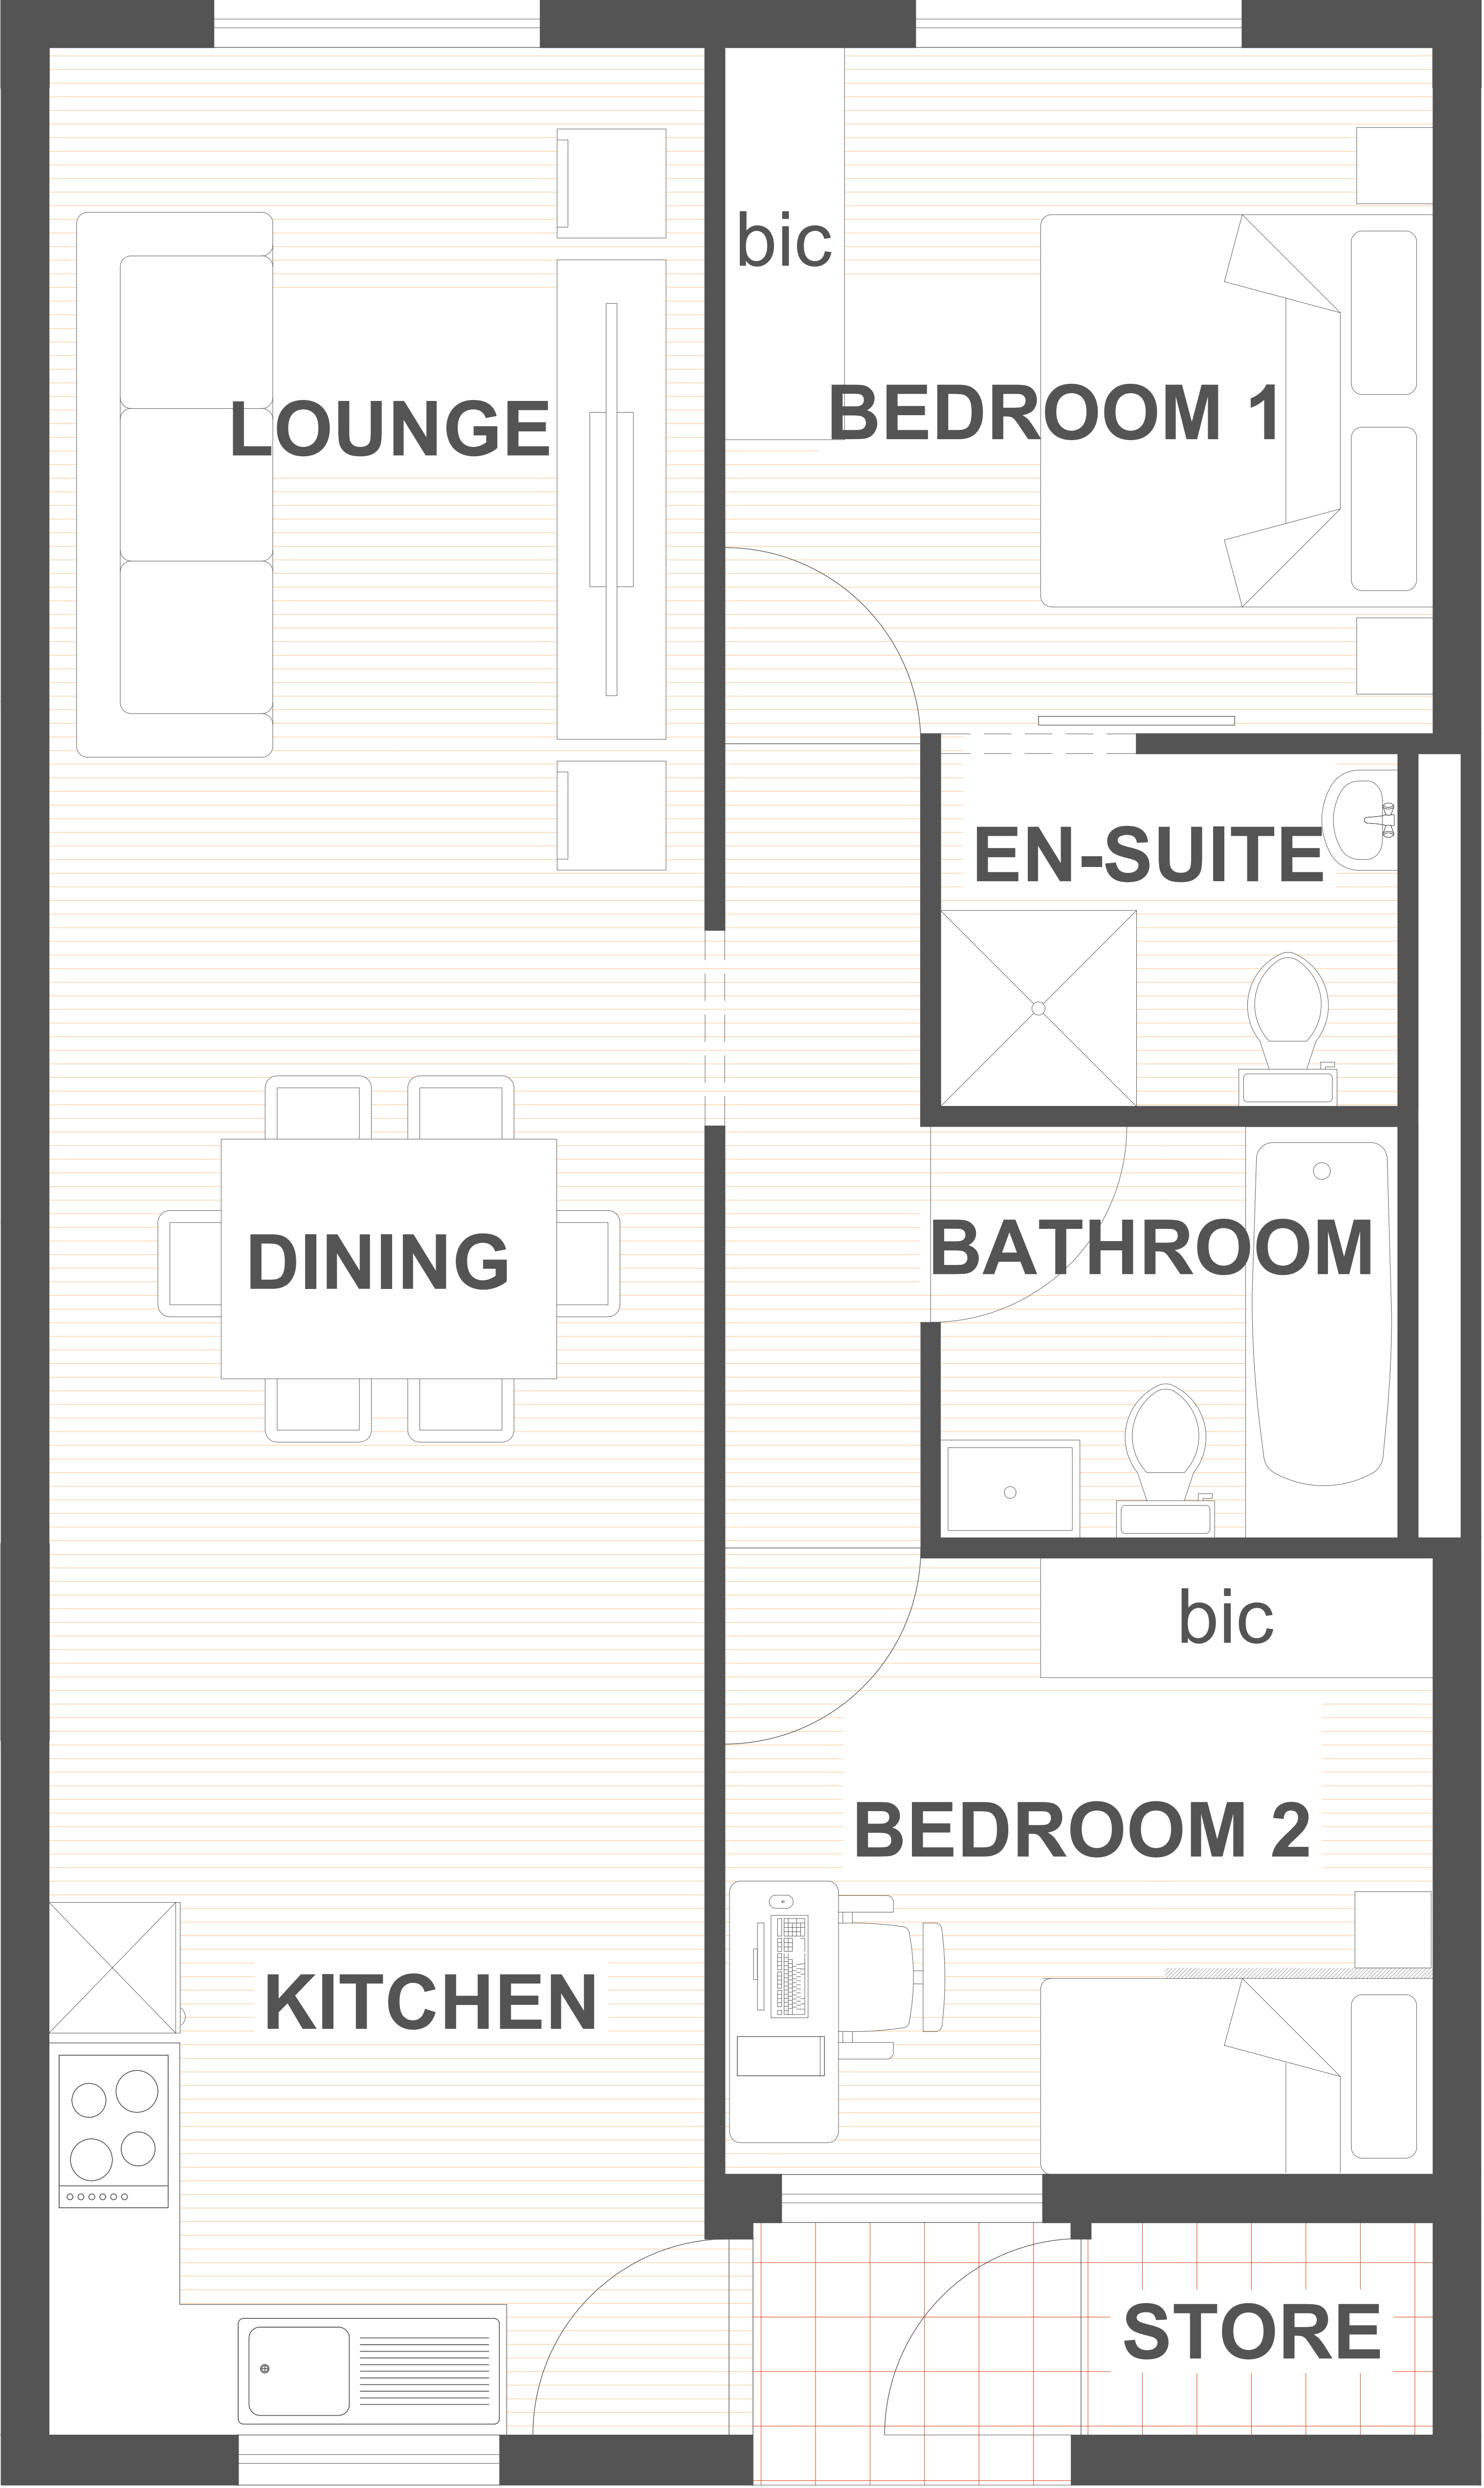 bic
BEDROOM 1
LOUNGE
EN-SUITE
BATHROOM
DINING
bic
BEDROOM 2
KITCHEN
STORE